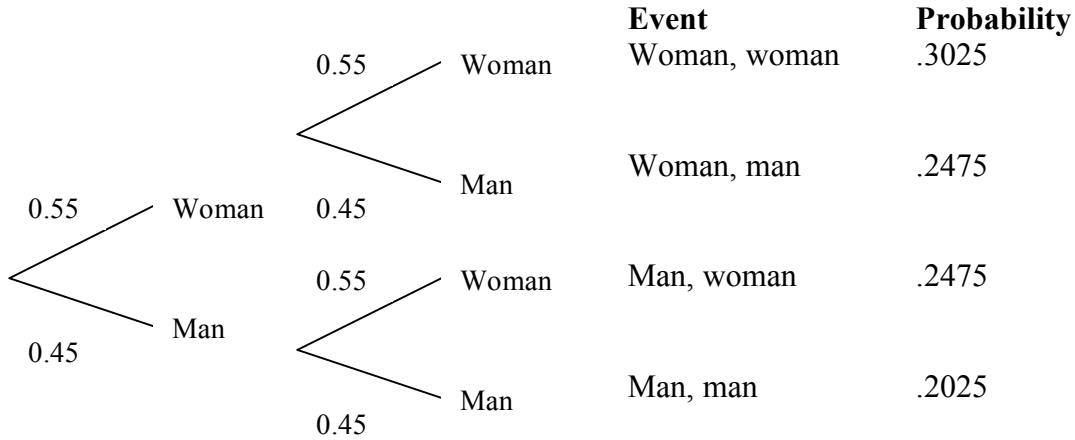 Event Probability
0.55 Woman Woman, woman .3025
Man Woman, man .2475
0.55 Woman 0.45
0.55 Woman Man, woman .2475
Man
0.45
Man Man, man .2025
0.45